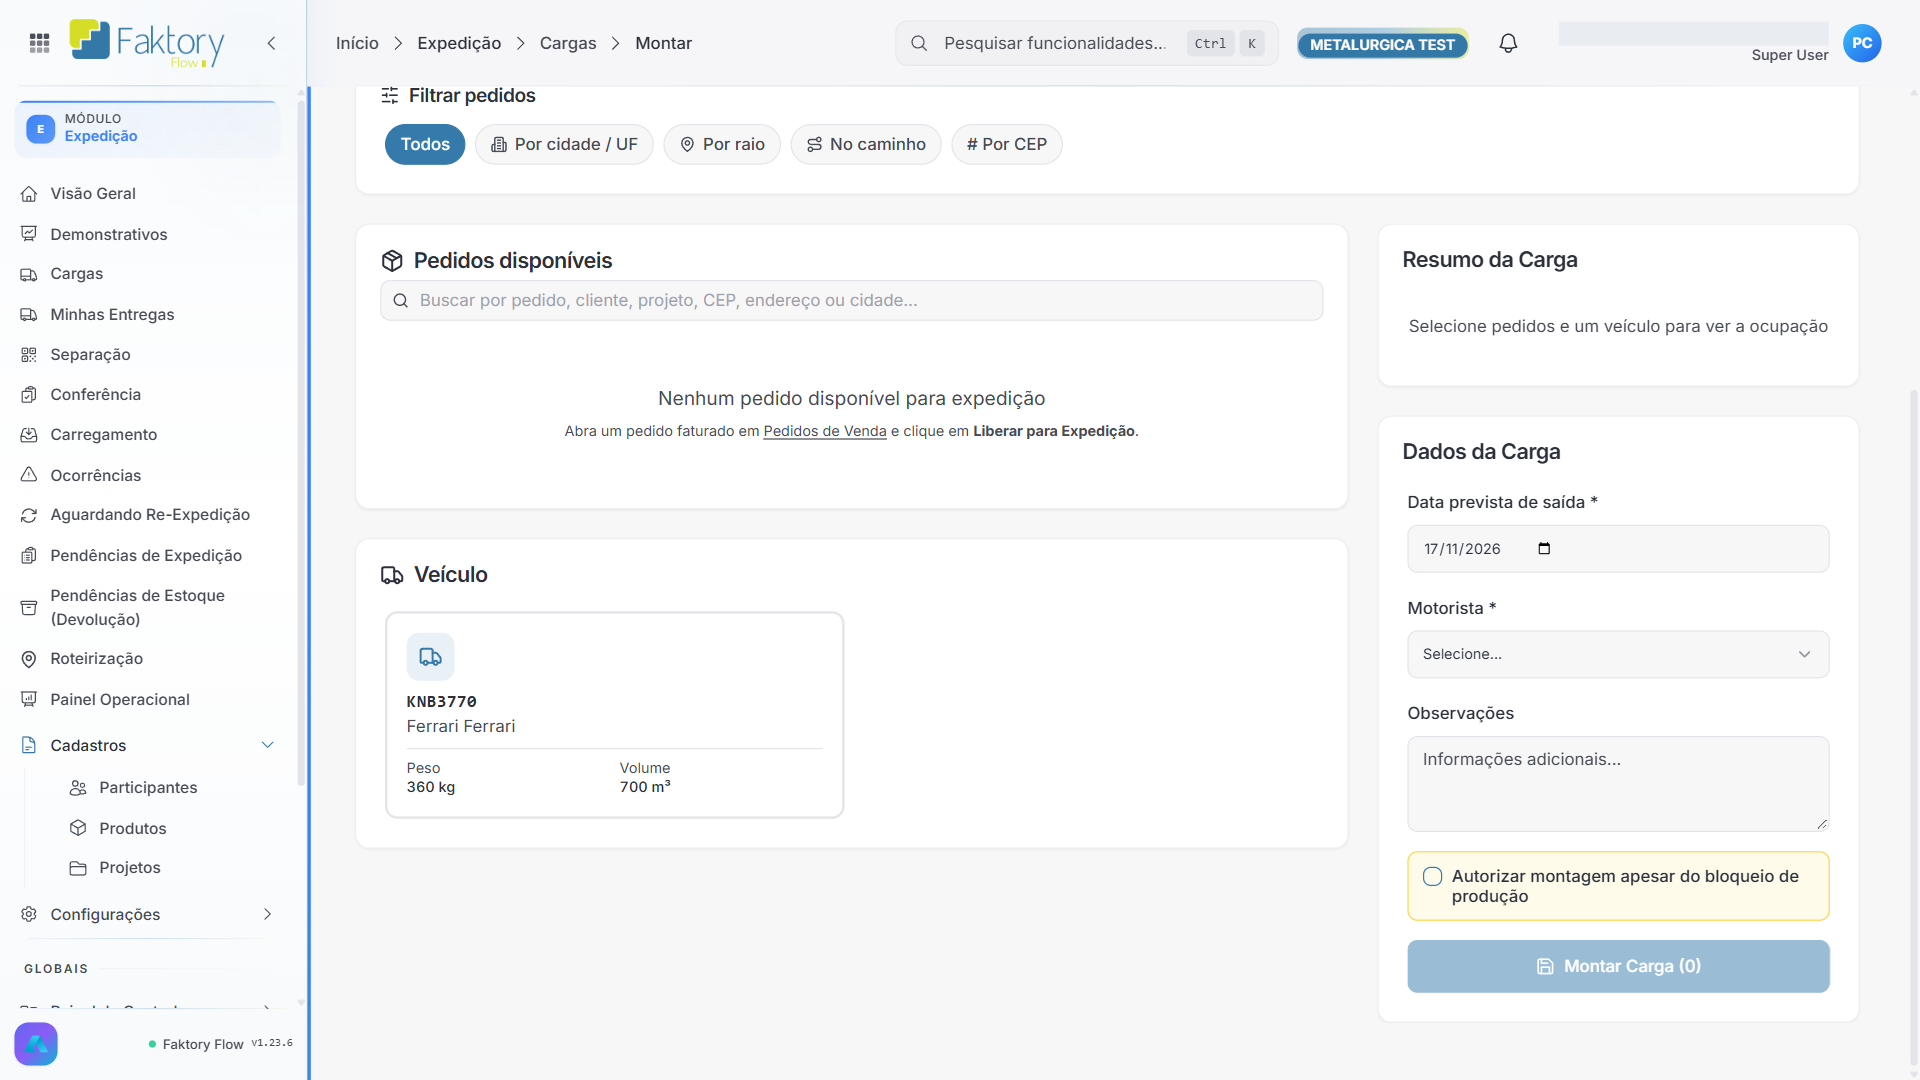 Faktory
Flow
Início
Expedição
Cargas
Montar
Pesquisar funcionalidades...
Ctrl
K
METALURGICA TEST
Super User
PC
E
MÓDULO
Expedição
Visão Geral
Demonstrativos
Cargas
Minhas Entregas
Separação
Conferência
Carregamento
Ocorrências
Aguardando Re-Expedição
Pendências de Expedição
Pendências de Estoque
(Devolução)
Roteirização
Painel Operacional
Cadastros
Participantes
Produtos
Projetos
Configurações
GLOBAIS
Faktory Flow v1.23.6
Filtrar pedidos
Todos
Por cidade / UF
Por raio
No caminho
# Por CEP
Pedidos disponíveis
Buscar por pedido, cliente, projeto, CEP, endereço ou cidade...
Nenhum pedido disponível para expedição
Abra um pedido faturado em Pedidos de Venda e clique em Liberar para Expedição.
Veículo
KNB3770
Ferrari Ferrari
Peso
360 kg
Volume
700 m³
Resumo da Carga
Selecione pedidos e um veículo para ver a ocupação
Dados da Carga
Data prevista de saída *
17/11/2026
Motorista *
Selecione...
Observações
Informações adicionais...
Autorizar montagem apesar do bloqueio de
produção
Montar Carga (0)